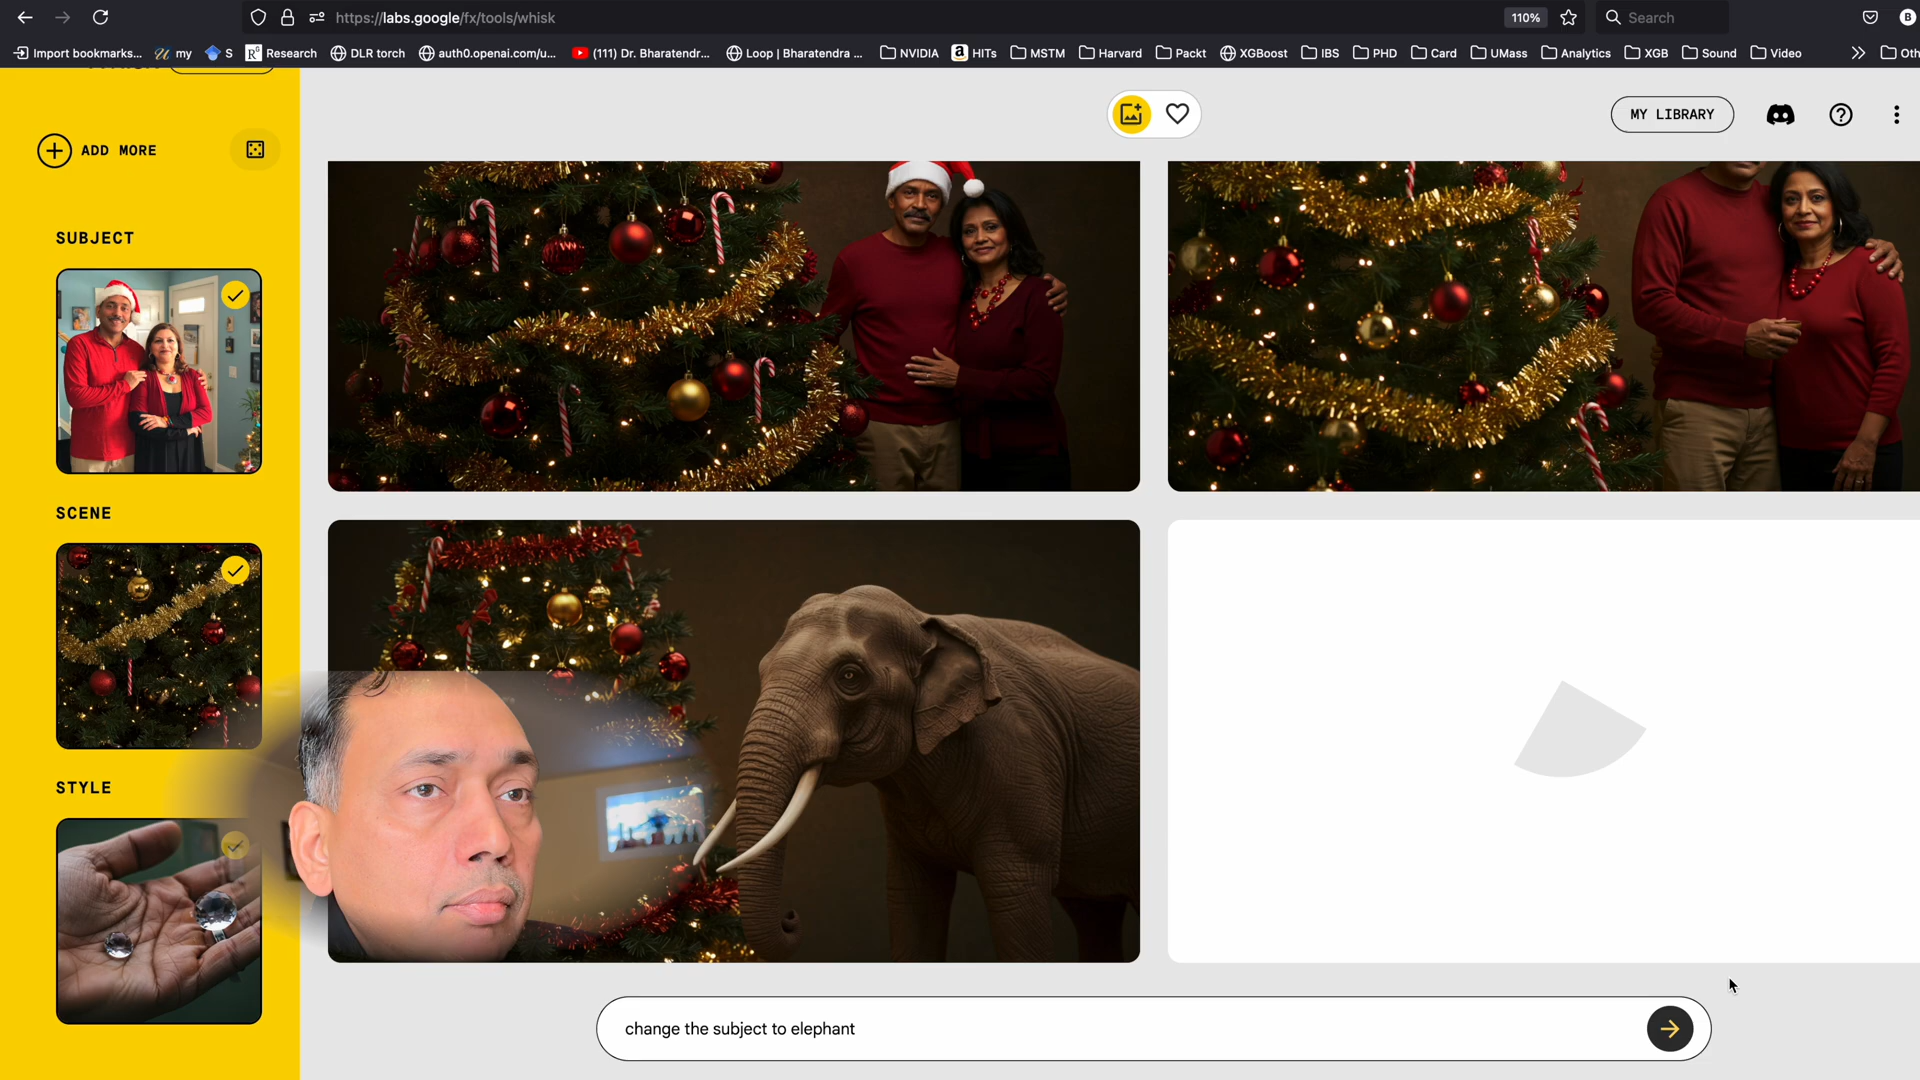 https://labs.google/fx/tools/whisk
110%
Search
Import bookmarks...
my
S
Research
DLR torch
auth0.openai.com/u...
(111) Dr. Bharatendr...
Loop | Bharatendra ...
NVIDIA
HITs
MSTM
Harvard
Packt
XGBoost
IBS
PHD
Card
UMass
Analytics
XGB
Sound
Video
Oth
MY LIBRARY
ADD MORE
SUBJECT
SCENE
STYLE
change the subject to elephant